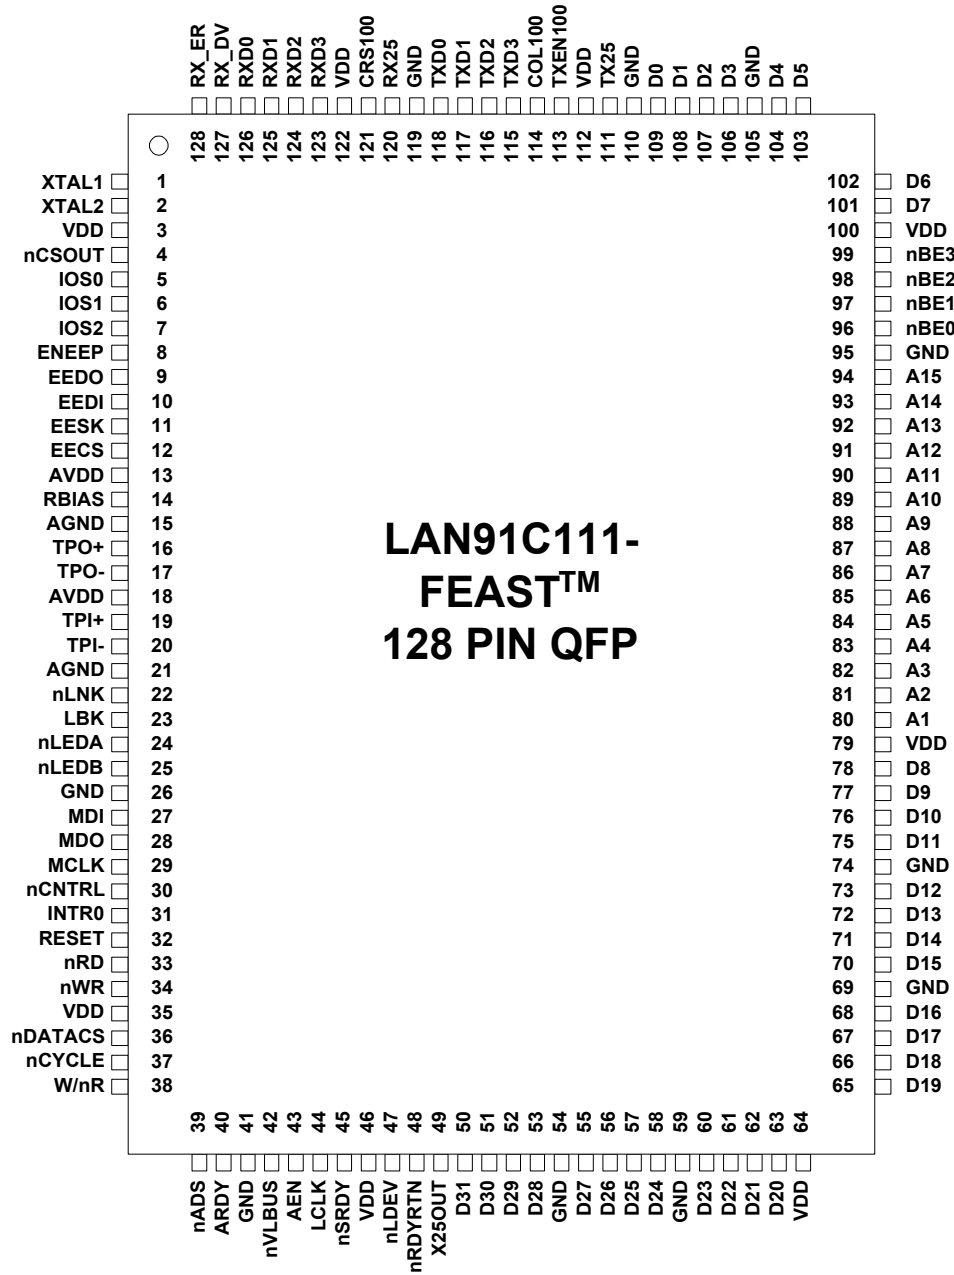 RX_ER RX_DV RXD0 RXD1 RXD2 RXD3 VDD CRS100 RX25 GND TXD0 TXD1 TXD2 TXD3 COL100 TXEN100 VDD TX25 GND D0 D1 D2 D3 GND D4 D5
128 127 126 125 124 123 122 121 120 119 118 117 116 115 114 113 112 111 110 109 108 107 106 105 104 103
XTAL1 1 102 D6
XTAL2 2 101 D7
VDD 3 100 VDD
nCSOUT 4 99 nBE3
IOS0 5 98 nBE2
IOS1 6 97 nBE1
IOS2 7 96 nBE0
ENEEP 8 95 GND
EEDO 9 94 A15
EEDI 10 93 A14
EESK 11 92 A13
EECS 12 91 A12
AVDD 13 90 A11
RBIAS 14 89 A10
AGND 15 88 A9
TPO+ 16 87 A8
TPO- 17 86 A7
AVDD 18 85 A6
TPI+ 19 84 A5
TPI- 20 83 A4
AGND 21 82 A3
nLNK 22 81 A2
LBK 23 80 A1
nLEDA 24 79 VDD
nLEDB 25 78 D8
GND 26 77 D9
MDI 27 76 D10
MDO 28 75 D11
MCLK 29 74 GND
nCNTRL 30 73 D12
INTR0 31 72 D13
RESET 32 71 D14
nRD 33 70 D15
nWR 34 69 GND
VDD 35 68 D16
nDATACS 36 67 D17
nCYCLE 37 66 D18
W/nR 38 65 D19
LAN91C111-
FEAST™
128 PIN QFP
39 40 41 42 43 44 45 46 47 48 49 50 51 52 53 54 55 56 57 58 59 60 61 62 63 64
nADS ARDY GND nVLBUS AEN LCLK nSRDY VDD nLDEV nRDYRTN X25OUT D31 D30 D29 D28 GND D27 D26 D25 D24 GND D23 D22 D21 D20 VDD